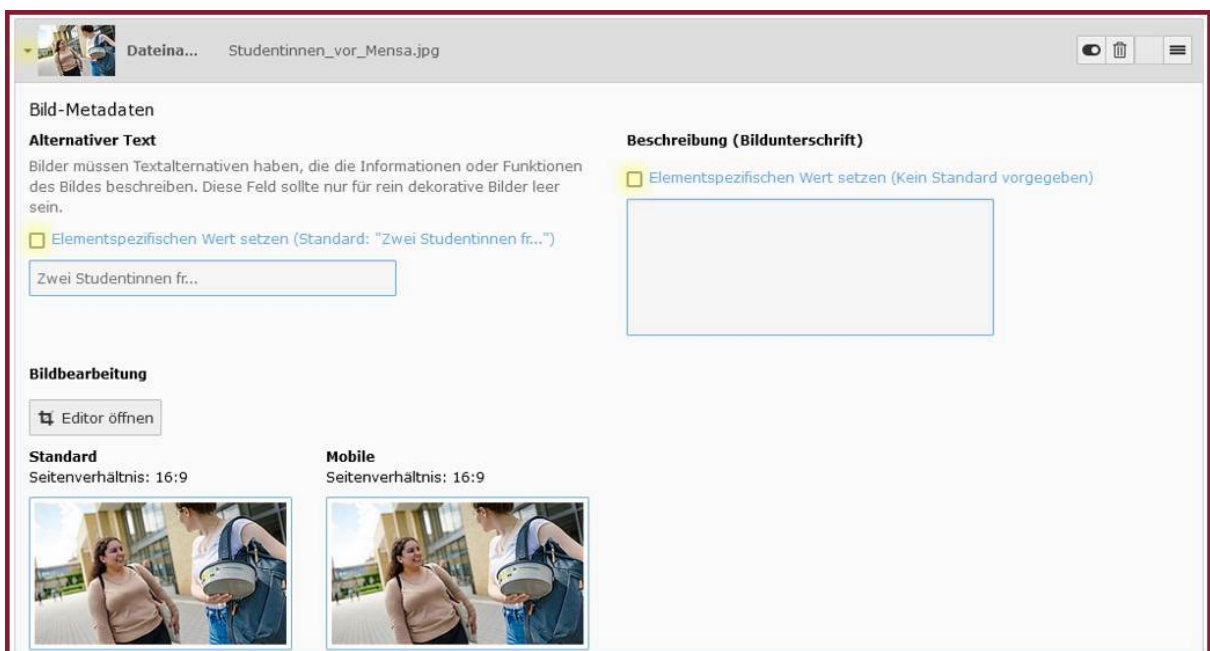 Dateina... Studentinnen_vor_Mensa.jpg
Bild-Metadaten
Alternativer Text
Bilder müssen Textalternativen haben, die die Informationen oder Funktionen
des Bildes beschreiben. Diese Feld sollte nur für rein dekorative Bilder leer
sein.
Elementspezifischen Wert setzen (Standard: "Zwei Studentinnen fr...")
Zwei Studentinnen fr...
Beschreibung (Bildunterschrift)
Elementspezifischen Wert setzen (Kein Standard vorgegeben)
Bildbearbeitung
Editor öffnen
Standard
Seitenverhältnis: 16:9
Mobile
Seitenverhältnis: 16:9